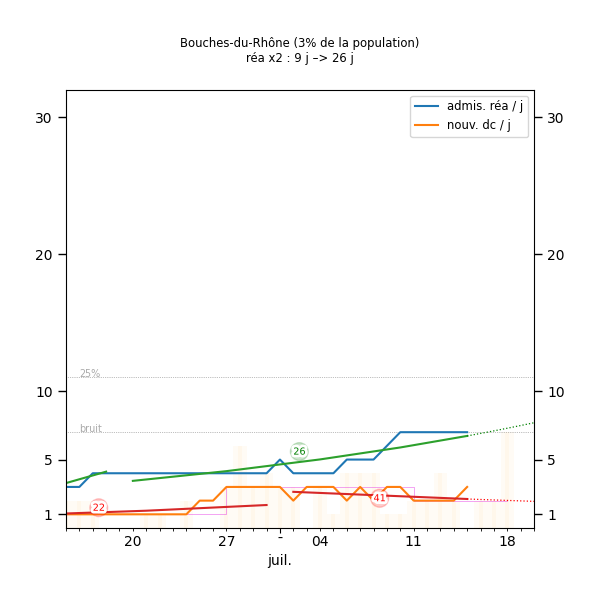 Bouches-du-Rhône (3% de la population)
réa x2 : 9 j –> 26 j
admis. réa / j
nouv. dc / j
30 30
20 20
25%
10 10
bruit
26
5 5
41
22
1 1
20 27 - 04 11 18
juil.